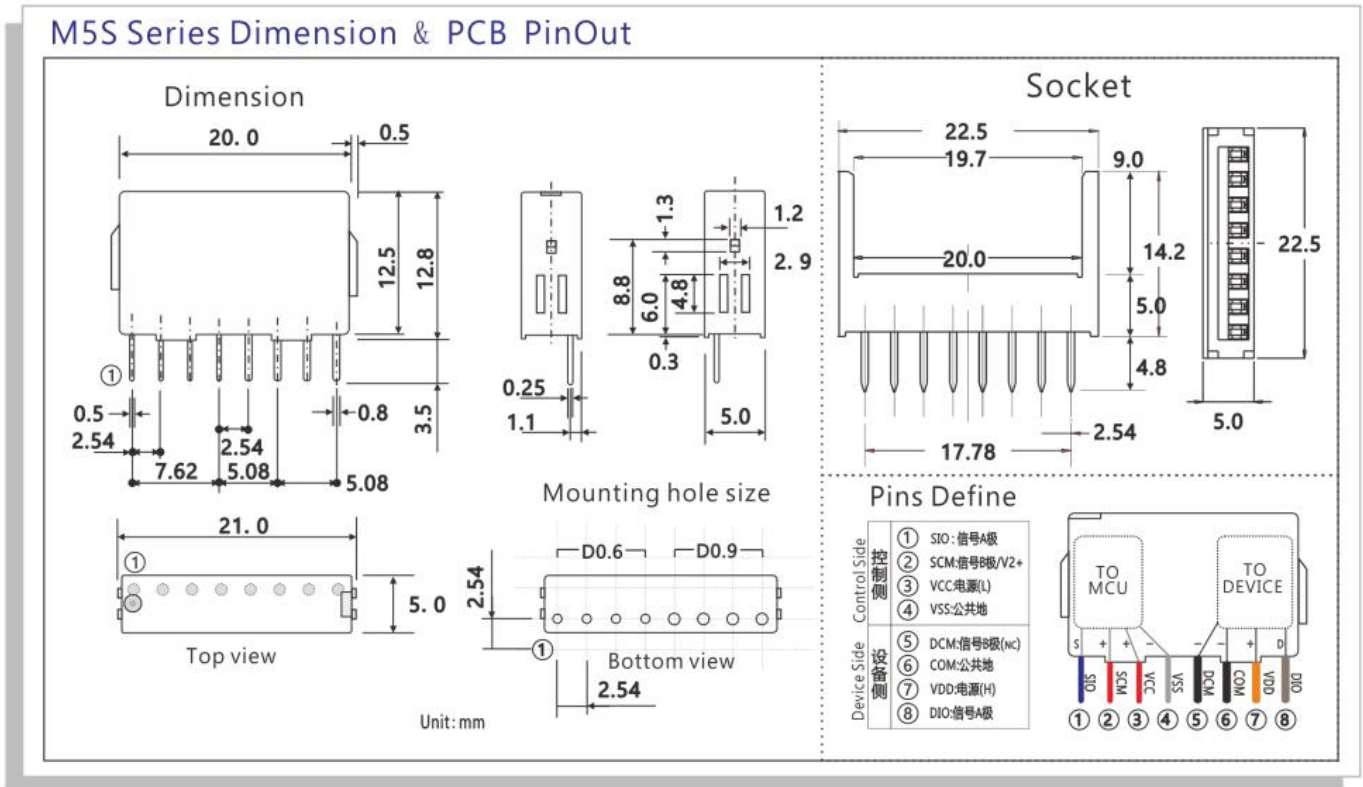 M5S Series Dimension & PCB PinOut
Dimension
20.0
0.5
12.5
12.8
①
0.5
0.8
3.5
2.54
2.54
7.62
5.08
5.08
1.3
1.2
2.9
8.8
6.0
4.8
0.3
0.25
1.1
5.0
21.0
①
5.0
Top view
Mounting hole size
D0.6
D0.9
2.54
①
Bottom view
2.54
Unit:mm
Socket
22.5
19.7
9.0
14.2
20.0
5.0
4.8
2.54
17.78
22.5
5.0
Pins Define
Control Side
控制侧
① SIO:信号A极
② SCM:信号B极/V2+
③ VCC:电源(L)
④ VSS:公共地
Device Side
设备侧
⑤ DCM:信号B极(NC)
⑥ COM:公共地
⑦ VDD:电源(H)
⑧ DIO:信号A极
TO
MCU
TO
DEVICE
S + + − − − + D
SIO SCM VCC VSS DCM COM VDD DIO
① ② ③ ④ ⑤ ⑥ ⑦ ⑧